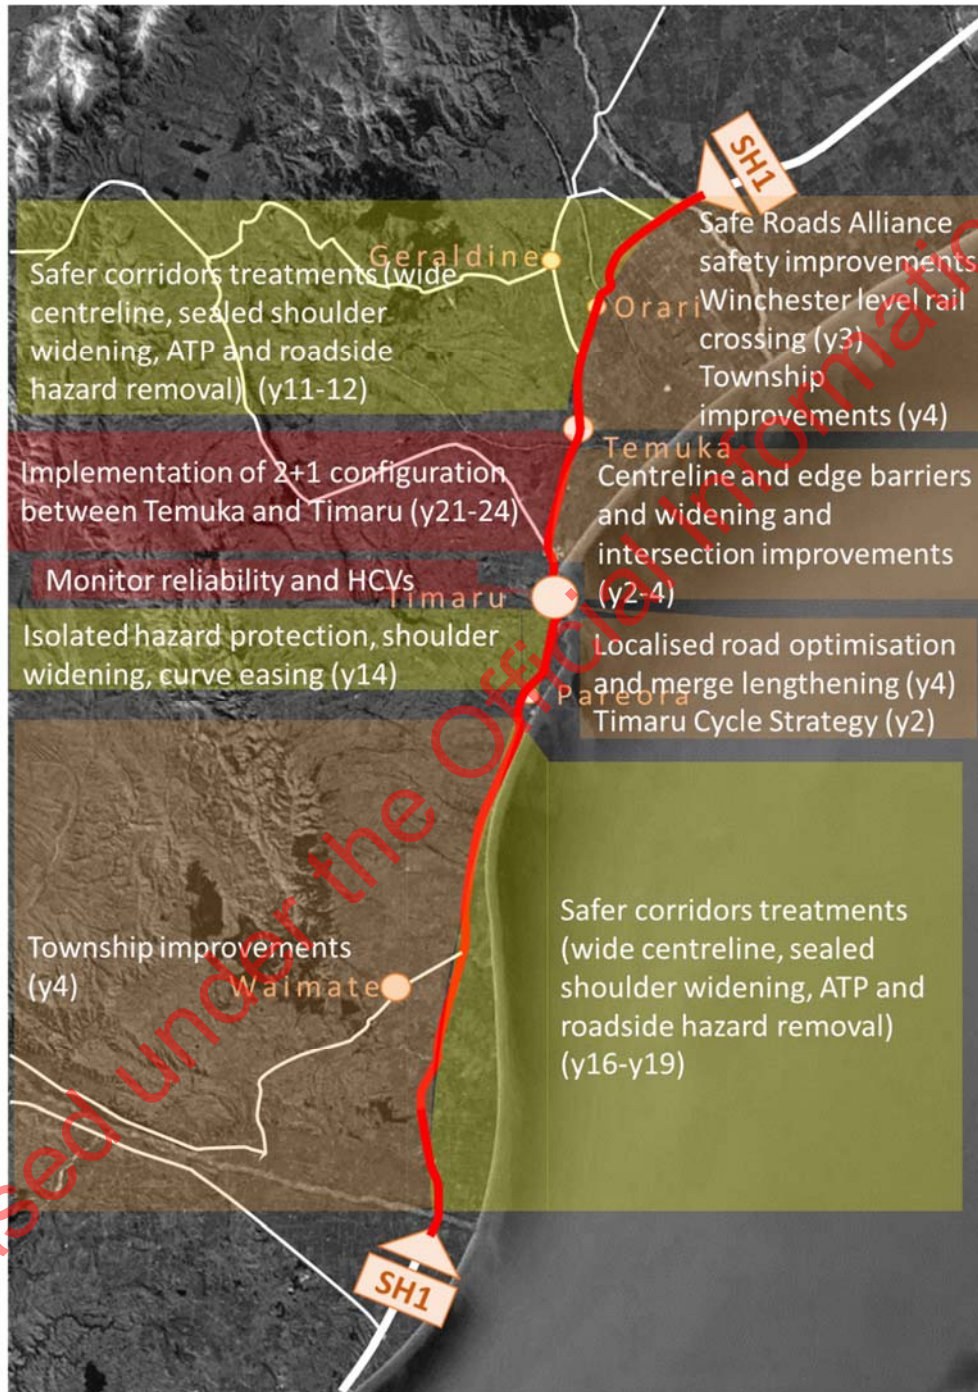 SH1
Safe Roads Alliance
safety improvements
Winchester level rail
crossing (y3)
Township
improvements (y4)
Geraldine
Safer corridors treatments (wide
centreline, sealed shoulder
widening, ATP and roadside
hazard removal) (y11-12)
Orari
Temuka
Implementation of 2+1 configuration
between Temuka and Timaru (y21-24)
Centreline and edge barriers
and widening and
intersection improvements
(y2-4)
Monitor reliability and HCVs
Timaru
Isolated hazard protection, shoulder
widening, curve easing (y14)
Localised road optimisation
and merge lengthening (y4)
Timaru Cycle Strategy (y2)
Pareora
Safer corridors treatments
(wide centreline, sealed
shoulder widening, ATP and
roadside hazard removal)
(y16-y19)
Township improvements
(y4)
Waimate
SH1
sed under the Official Informatio